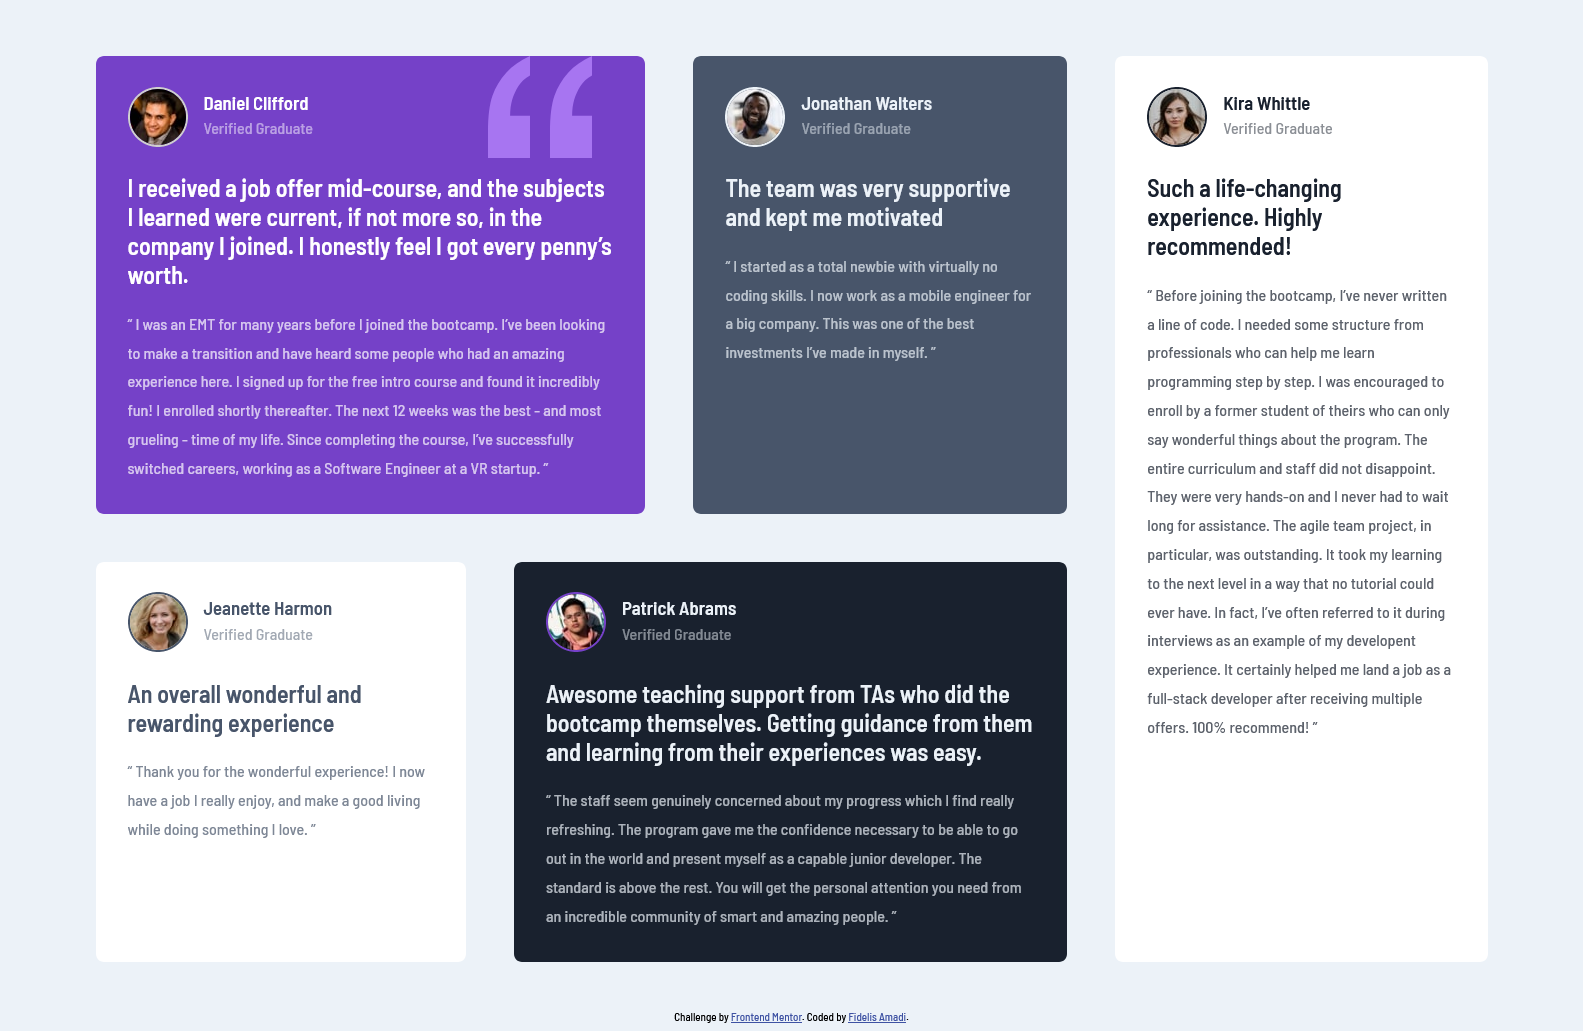 Daniel Clifford
Verified Graduate
I received a job offer mid-course, and the subjects
I learned were current, if not more so, in the
company I joined. I honestly feel I got every penny’s
worth.
“ I was an EMT for many years before I joined the bootcamp. I’ve been looking
to make a transition and have heard some people who had an amazing
experience here. I signed up for the free intro course and found it incredibly
fun! I enrolled shortly thereafter. The next 12 weeks was the best - and most
grueling - time of my life. Since completing the course, I’ve successfully
switched careers, working as a Software Engineer at a VR startup. ”
Jonathan Walters
Verified Graduate
The team was very supportive
and kept me motivated
“ I started as a total newbie with virtually no
coding skills. I now work as a mobile engineer for
a big company. This was one of the best
investments I’ve made in myself. ”
Kira Whittle
Verified Graduate
Such a life-changing
experience. Highly
recommended!
“ Before joining the bootcamp, I’ve never written
a line of code. I needed some structure from
professionals who can help me learn
programming step by step. I was encouraged to
enroll by a former student of theirs who can only
say wonderful things about the program. The
entire curriculum and staff did not disappoint.
They were very hands-on and I never had to wait
long for assistance. The agile team project, in
particular, was outstanding. It took my learning
to the next level in a way that no tutorial could
ever have. In fact, I’ve often referred to it during
interviews as an example of my developent
experience. It certainly helped me land a job as a
full-stack developer after receiving multiple
offers. 100% recommend! ”
Jeanette Harmon
Verified Graduate
An overall wonderful and
rewarding experience
“ Thank you for the wonderful experience! I now
have a job I really enjoy, and make a good living
while doing something I love. ”
Patrick Abrams
Verified Graduate
Awesome teaching support from TAs who did the
bootcamp themselves. Getting guidance from them
and learning from their experiences was easy.
“ The staff seem genuinely concerned about my progress which I find really
refreshing. The program gave me the confidence necessary to be able to go
out in the world and present myself as a capable junior developer. The
standard is above the rest. You will get the personal attention you need from
an incredible community of smart and amazing people. ”
Challenge by Frontend Mentor. Coded by Fidelis Amadi.